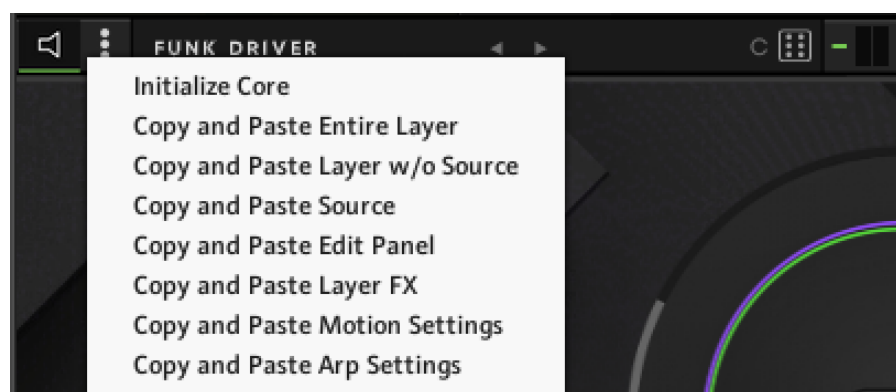 FUNK DRIVER
C
Initialize Core
Copy and Paste Entire Layer
Copy and Paste Layer w/o Source
Copy and Paste Source
Copy and Paste Edit Panel
Copy and Paste Layer FX
Copy and Paste Motion Settings
Copy and Paste Arp Settings